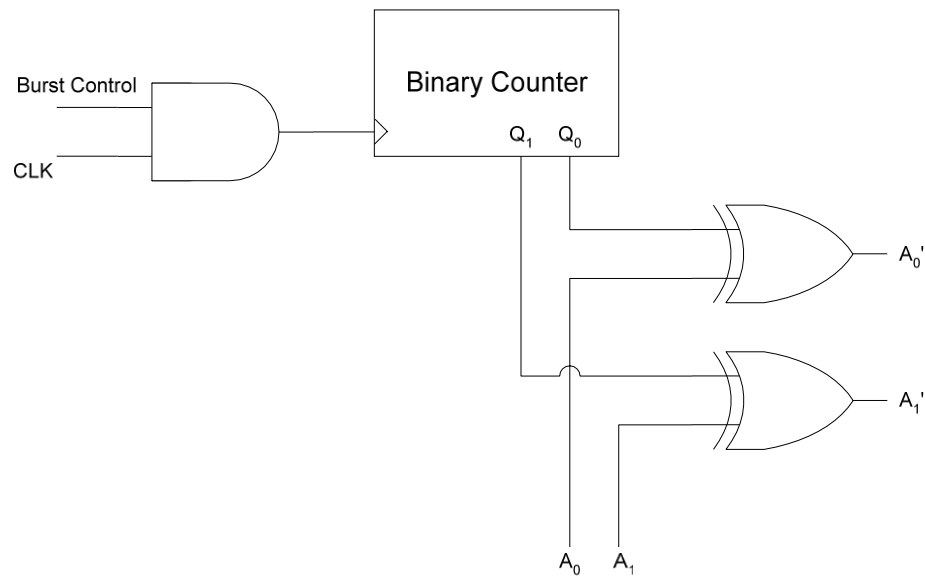 Burst Control
CLK
Binary Counter
Q₁ Q₀
A₀'
A₁'
A₀ A₁